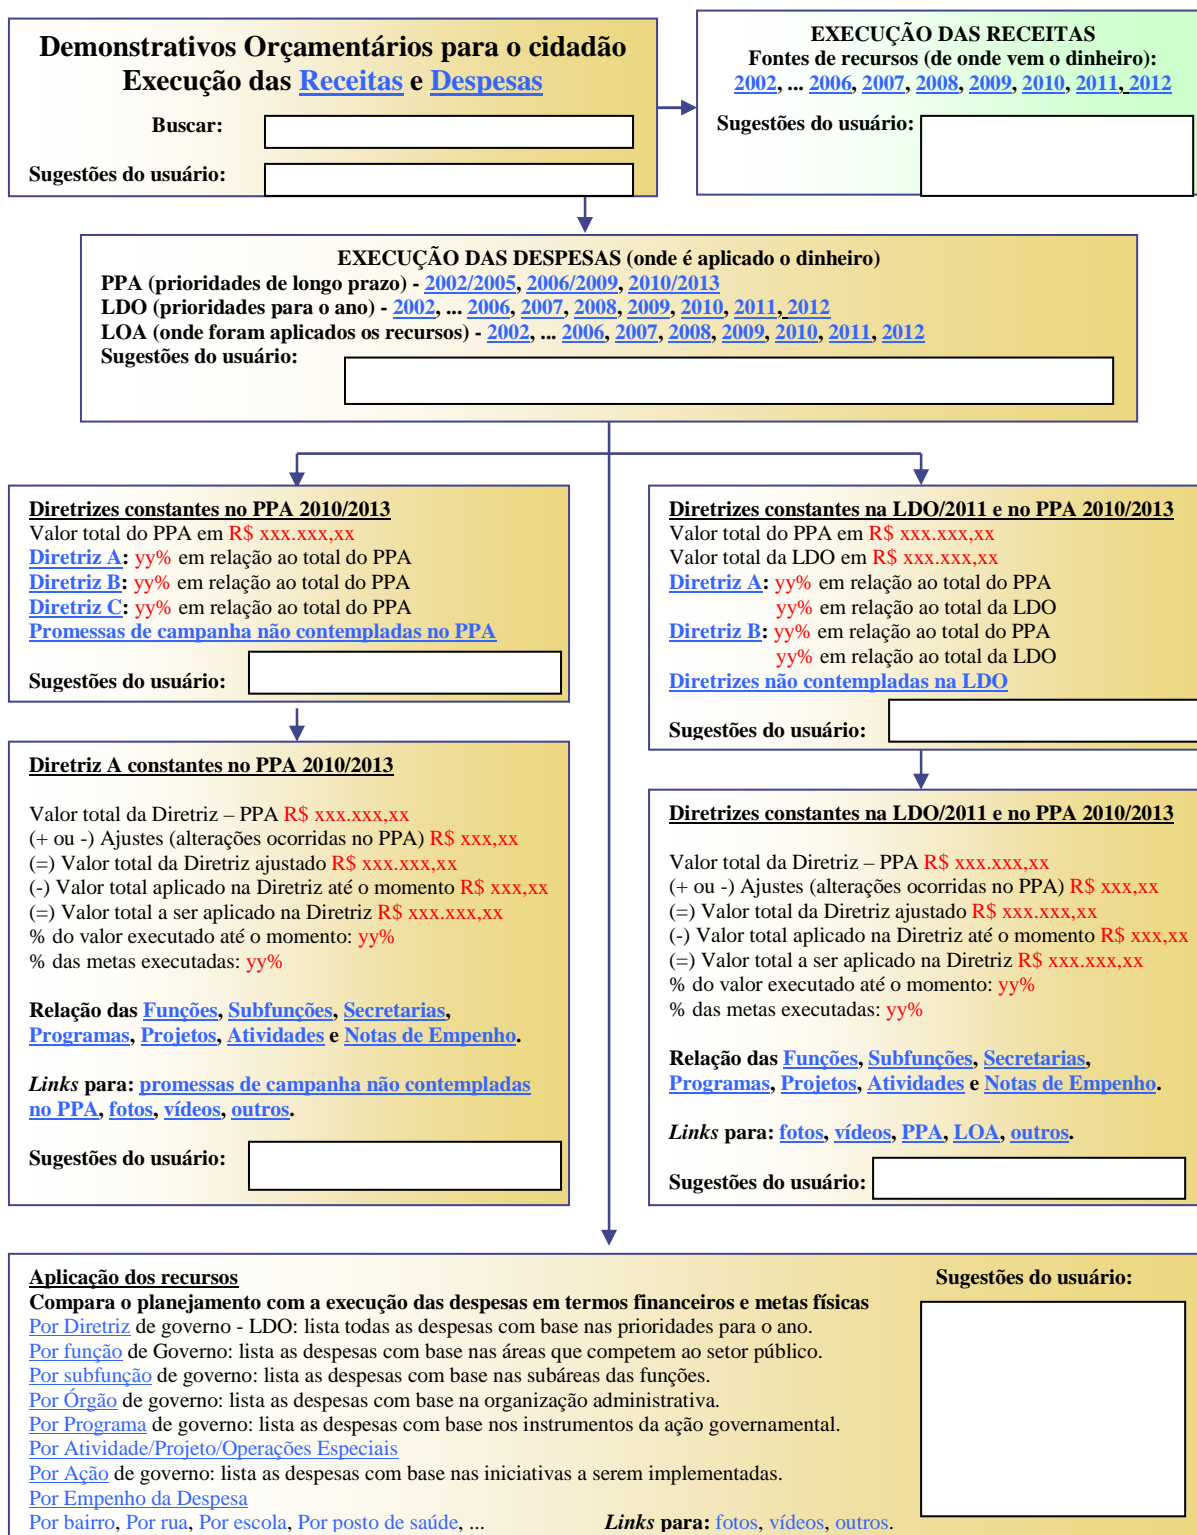 Demonstrativos Orçamentários para o cidadão
Execução das Receitas e Despesas
Buscar:
Sugestões do usuário:
EXECUÇÃO DAS RECEITAS
Fontes de recursos (de onde vem o dinheiro):
2002, ... 2006, 2007, 2008, 2009, 2010, 2011, 2012
Sugestões do usuário:
EXECUÇÃO DAS DESPESAS (onde é aplicado o dinheiro)
PPA (prioridades de longo prazo) - 2002/2005, 2006/2009, 2010/2013
LDO (prioridades para o ano) - 2002, ... 2006, 2007, 2008, 2009, 2010, 2011, 2012
LOA (onde foram aplicados os recursos) - 2002, ... 2006, 2007, 2008, 2009, 2010, 2011, 2012
Sugestões do usuário:
Diretrizes constantes no PPA 2010/2013
Valor total do PPA em R$ xxx.xxx,xx
Diretriz A: yy% em relação ao total do PPA
Diretriz B: yy% em relação ao total do PPA
Diretriz C: yy% em relação ao total do PPA
Promessas de campanha não contempladas no PPA
Sugestões do usuário:
Diretrizes constantes na LDO/2011 e no PPA 2010/2013
Valor total do PPA em R$ xxx.xxx,xx
Valor total da LDO em R$ xxx.xxx,xx
Diretriz A: yy% em relação ao total do PPA
yy% em relação ao total da LDO
Diretriz B: yy% em relação ao total do PPA
yy% em relação ao total da LDO
Diretrizes não contempladas na LDO
Sugestões do usuário:
Diretriz A constantes no PPA 2010/2013
Valor total da Diretriz – PPA R$ xxx.xxx,xx
(+ ou -) Ajustes (alterações ocorridas no PPA) R$ xxx,xx
(=) Valor total da Diretriz ajustado R$ xxx.xxx,xx
(-) Valor total aplicado na Diretriz até o momento R$ xxx,xx
(=) Valor total a ser aplicado na Diretriz R$ xxx.xxx,xx
% do valor executado até o momento: yy%
% das metas executadas: yy%
Relação das Funções, Subfunções, Secretarias,
Programas, Projetos, Atividades e Notas de Empenho.
Links para: promessas de campanha não contempladas
no PPA, fotos, vídeos, outros.
Sugestões do usuário:
Diretrizes constantes na LDO/2011 e no PPA 2010/2013
Valor total da Diretriz – PPA R$ xxx.xxx,xx
(+ ou -) Ajustes (alterações ocorridas no PPA) R$ xxx,xx
(=) Valor total da Diretriz ajustado R$ xxx.xxx,xx
(-) Valor total aplicado na Diretriz até o momento R$ xxx,xx
(=) Valor total a ser aplicado na Diretriz R$ xxx.xxx,xx
% do valor executado até o momento: yy%
% das metas executadas: yy%
Relação das Funções, Subfunções, Secretarias,
Programas, Projetos, Atividades e Notas de Empenho.
Links para: fotos, vídeos, PPA, LOA, outros.
Sugestões do usuário:
Aplicação dos recursos
Compara o planejamento com a execução das despesas em termos financeiros e metas físicas
Por Diretriz de governo - LDO: lista todas as despesas com base nas prioridades para o ano.
Por função de Governo: lista as despesas com base nas áreas que competem ao setor público.
Por subfunção de governo: lista as despesas com base nas subáreas das funções.
Por Órgão de governo: lista as despesas com base na organização administrativa.
Por Programa de governo: lista as despesas com base nos instrumentos da ação governamental.
Por Atividade/Projeto/Operações Especiais
Por Ação de governo: lista as despesas com base nas iniciativas a serem implementadas.
Por Empenho da Despesa
Por bairro, Por rua, Por escola, Por posto de saúde, ... Links para: fotos, vídeos, outros.
Sugestões do usuário: